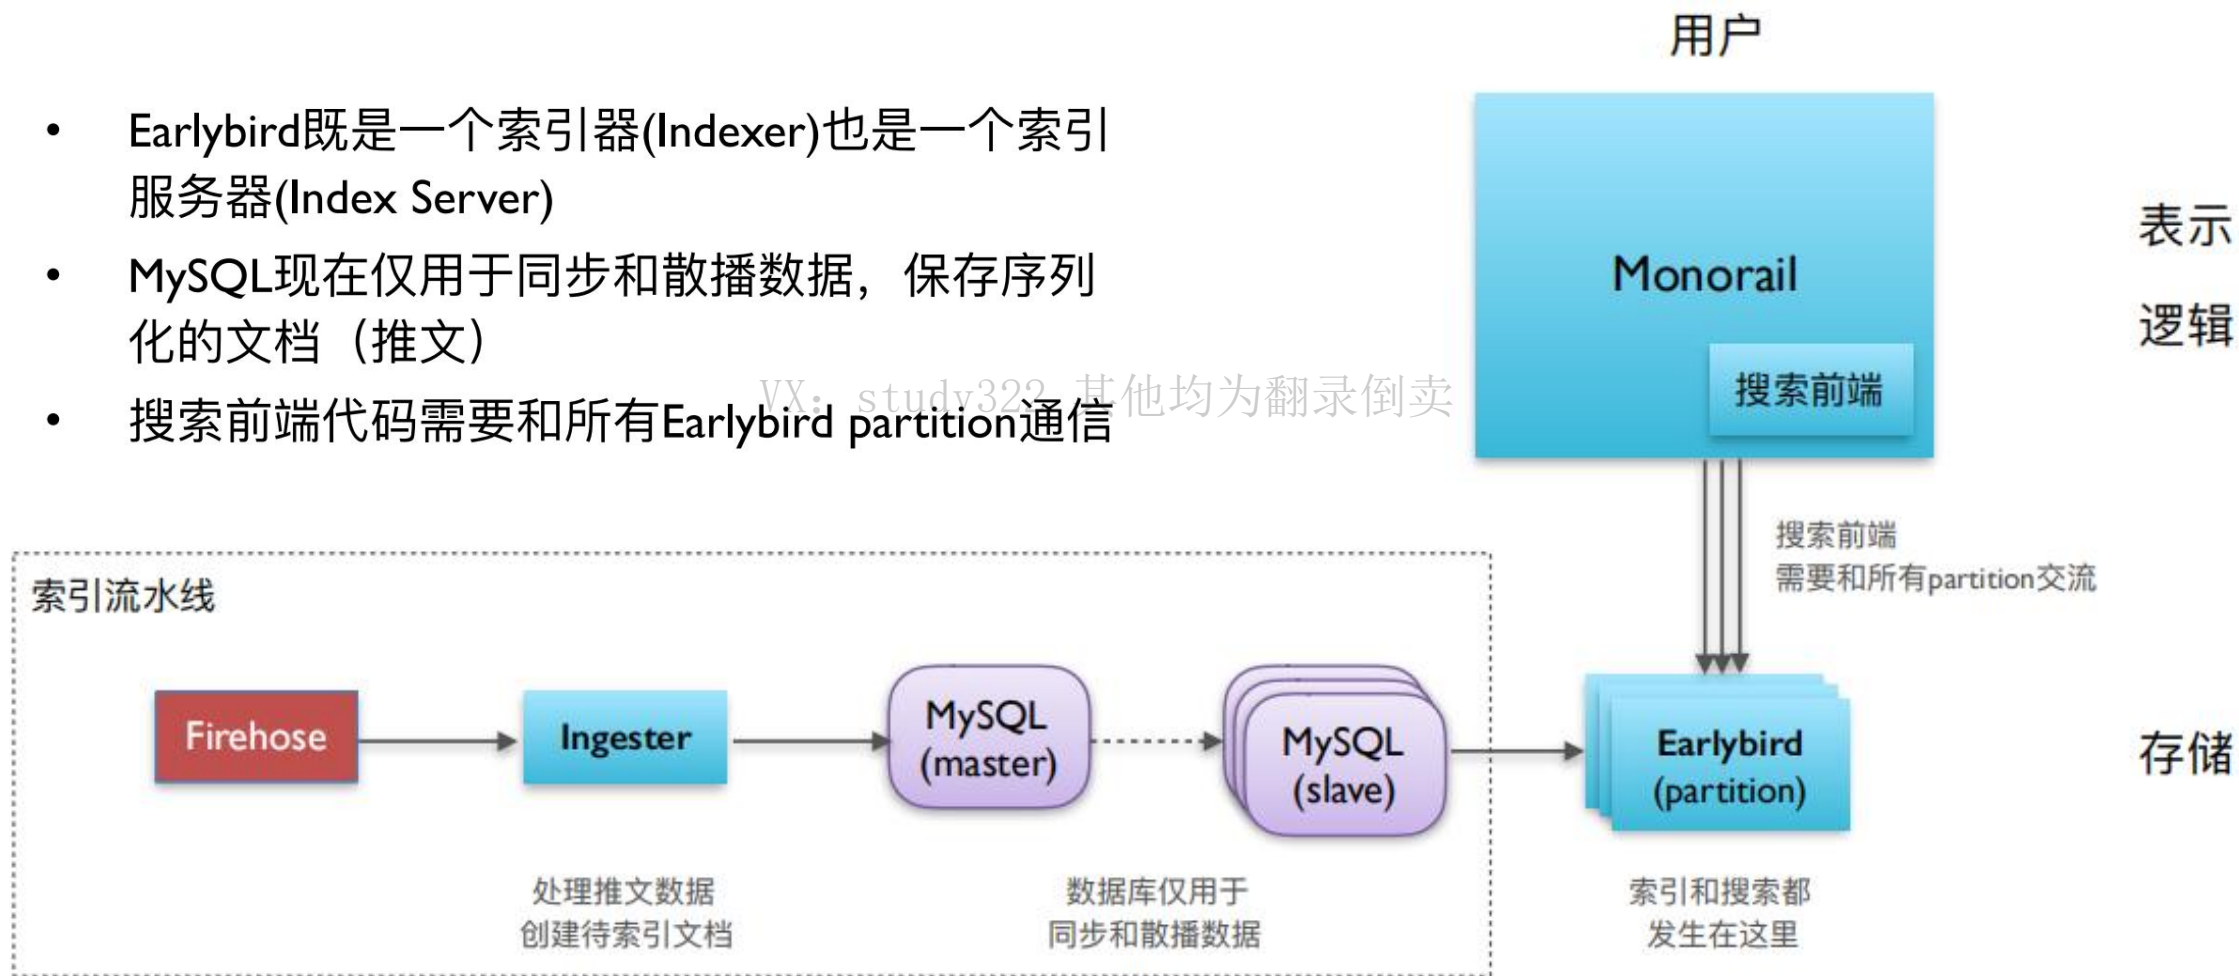 用户
• Earlybird既是一个索引器(Indexer)也是一个索引
服务器(Index Server)
• MySQL现在仅用于同步和散播数据，保存序列
化的文档（推文）
• 搜索前端代码需要和所有Earlybird partition通信
VX：study322 其他均为翻录倒卖
Monorail
搜索前端
表示
逻辑
搜索前端
需要和所有partition交流
索引流水线
Firehose
Ingester
MySQL
(master)
MySQL
(slave)
Earlybird
(partition)
存储
处理推文数据
创建待索引文档
数据库仅用于
同步和散播数据
索引和搜索都
发生在这里